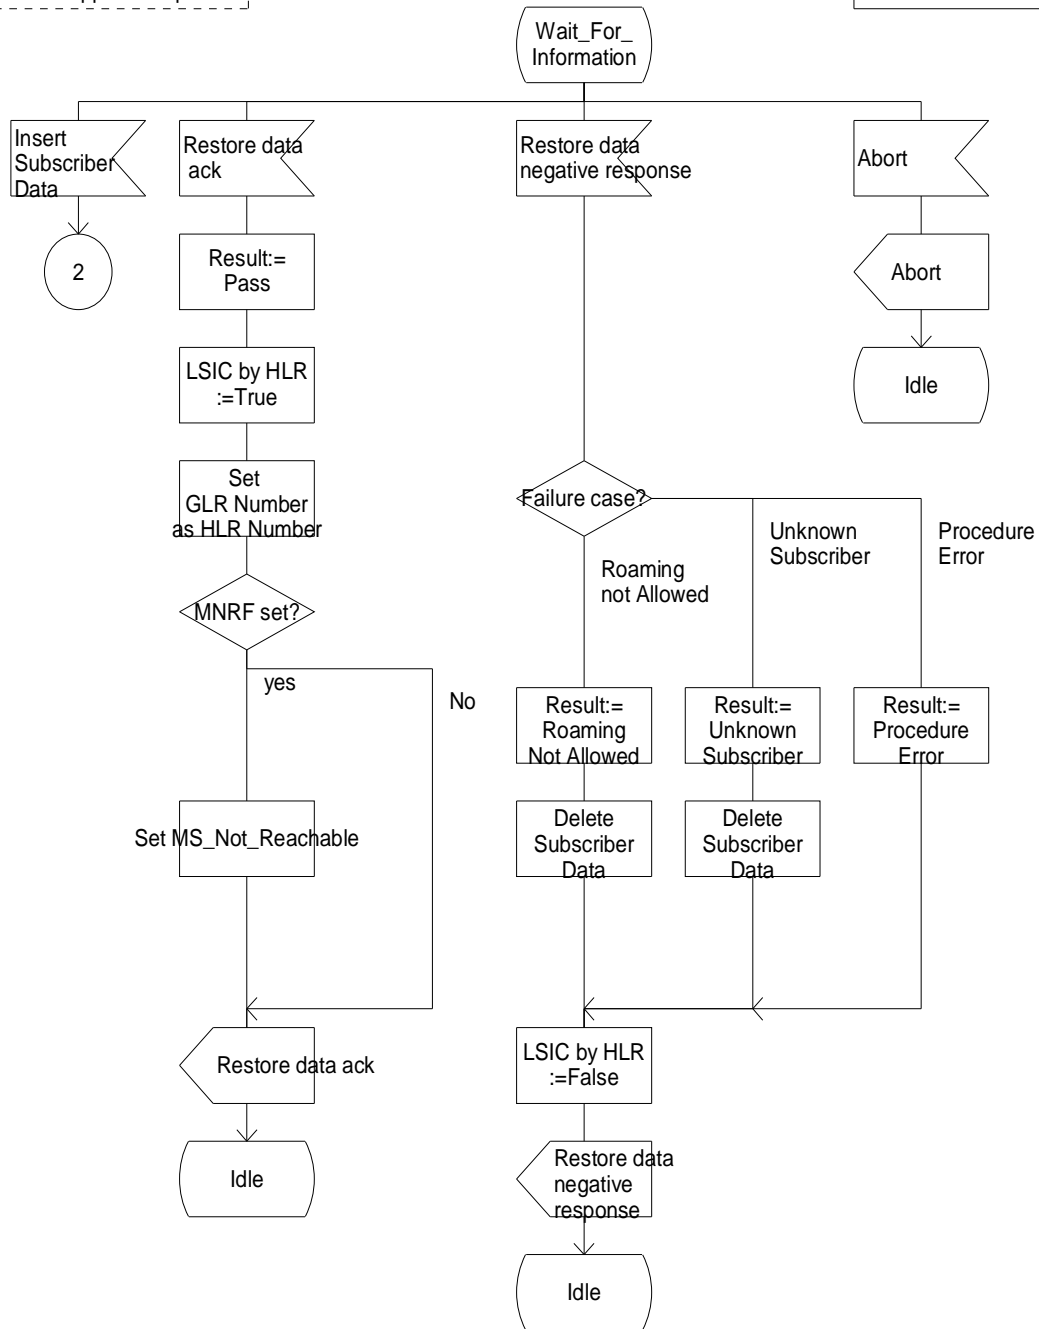 Wait_For_
Information
Insert
Subscriber
Data
Restore data
ack
Restore data
negative response
Abort
2
Result:=
Pass
Abort
LSIC by HLR
:=True
Idle
Set
GLR Number
as HLR Number
Failure case?
Unknown
Subscriber
Procedure
Error
Roaming
not Allowed
MNRF set?
yes
No
Result:=
Roaming
Not Allowed
Result:=
Unknown
Subscriber
Result:=
Procedure
Error
Set MS_Not_Reachable
Delete
Subscriber
Data
Delete
Subscriber
Data
Restore data ack
LSIC by HLR
:=False
Idle
Restore data
negative
response
Idle